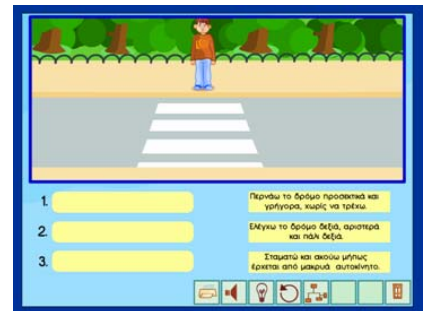 1.
Περνάω το δρόμο προσεκτικά και
γρήγορα, χωρίς να τρέχω.
2.
Ελέγχω το δρόμο δεξιά, αριστερά
και πάλι δεξιά.
3.
Σταματώ και ακούω μήπως
έρχεται από μακρυά αυτοκίνητο.